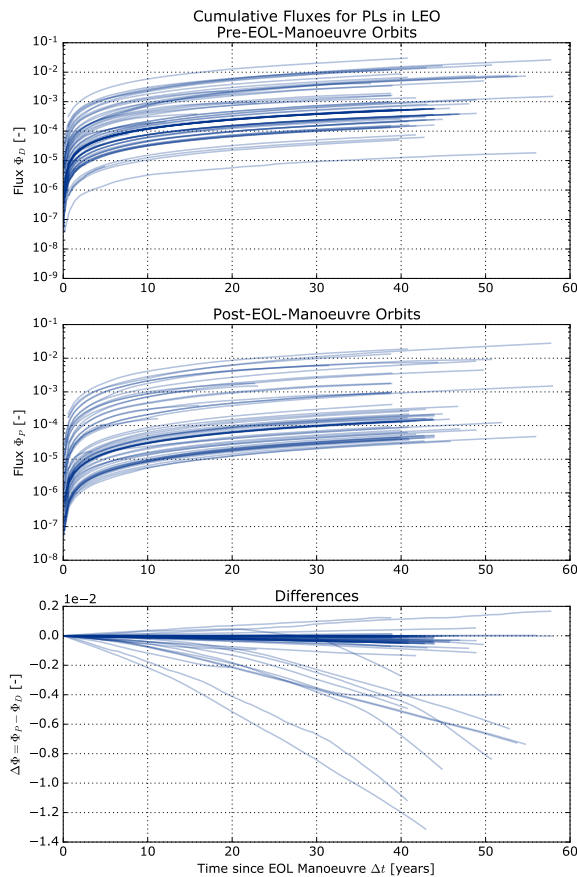 Cumulative Fluxes for PLs in LEO
Pre-EOL-Manoeuvre Orbits
10⁻¹
10⁻²
10⁻³
10⁻⁴
10⁻⁵
10⁻⁶
10⁻⁷
10⁻⁸
10⁻⁹
Flux Φ_D [-]
0 10 20 30 40 50 60
Post-EOL-Manoeuvre Orbits
10⁻¹
10⁻²
10⁻³
10⁻⁴
10⁻⁵
10⁻⁶
10⁻⁷
10⁻⁸
Flux Φ_P [-]
0 10 20 30 40 50 60
Differences
1e−2
0.2
0.0
−0.2
−0.4
−0.6
−0.8
−1.0
−1.2
−1.4
ΔΦ = Φ_P − Φ_D [-]
0 10 20 30 40 50 60
Time since EOL Manoeuvre Δt [years]